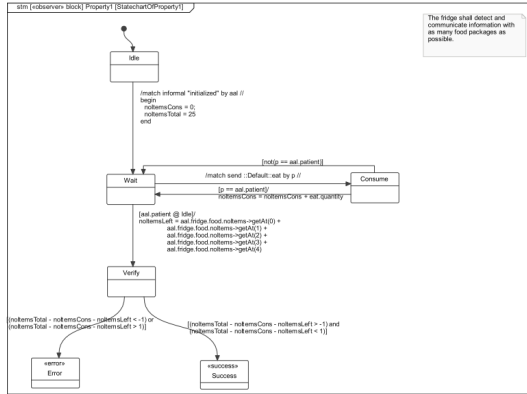 stm [«observer» block] Property1 [StatechartOfProperty1]
The fridge shall detect and
communicate information with
as many food packages as
possible.
Idle
/match informal "initialized" by aal //
begin
noItemsCons = 0;
noItemsTotal = 25
end
[not(p == aal.patient)]
Wait
/match send ::Default::eat by p //
Consume
[p == aal.patient]/
noItemsCons = noItemsCons + eat.quantity
[aal.patient @ Idle]/
noItemsLeft = aal.fridge.food.noItems->getAt(0) +
aal.fridge.food.noItems->getAt(1) +
aal.fridge.food.noItems->getAt(2) +
aal.fridge.food.noItems->getAt(3) +
aal.fridge.food.noItems->getAt(4)
Verify
[(noItemsTotal - noItemsCons - noItemsLeft < -1) or
(noItemsTotal - noItemsCons - noItemsLeft > 1)]
[(noItemsTotal - noItemsCons - noItemsLeft > -1) and
(noItemsTotal - noItemsCons - noItemsLeft < 1)]
«error»
Error
«success»
Success